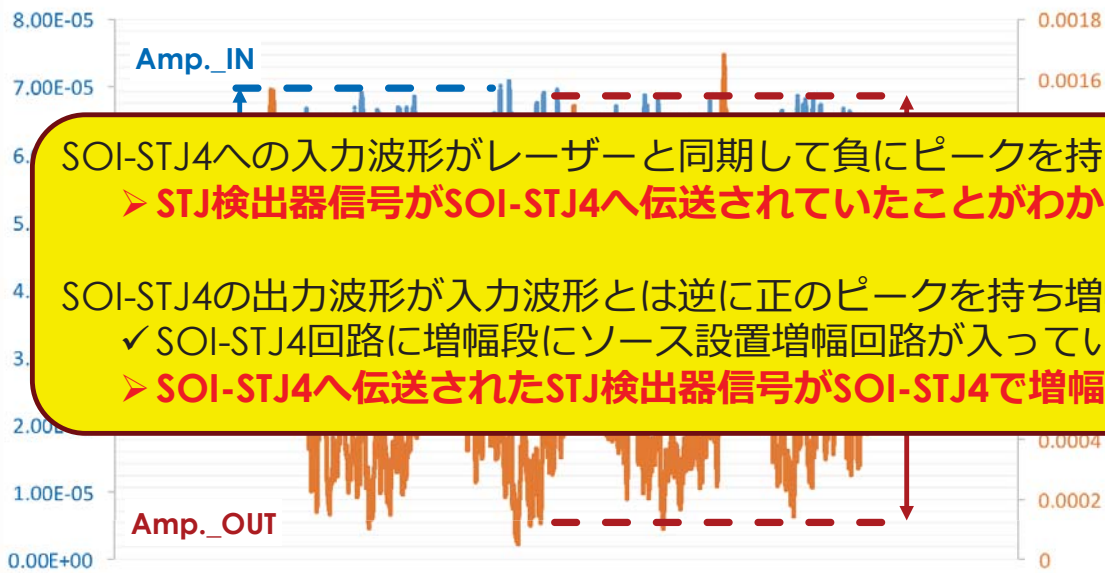 8.00E-05
0.0018
Amp._IN
7.00E-05
0.0016
SOI-STJ4への入力波形がレーザーと同期して負にピークを持
6.
➢ STJ検出器信号がSOI-STJ4へ伝送されていたことがわか
5.
4.
SOI-STJ4の出力波形が入力波形とは逆に正のピークを持ち増
✓ SOI-STJ4回路に増幅段にソース設置増幅回路が入ってい
3.
➢ SOI-STJ4へ伝送されたSTJ検出器信号がSOI-STJ4で増幅
2.00E
0.0004
1.00E-05
0.0002
Amp._OUT
0.00E+00
0